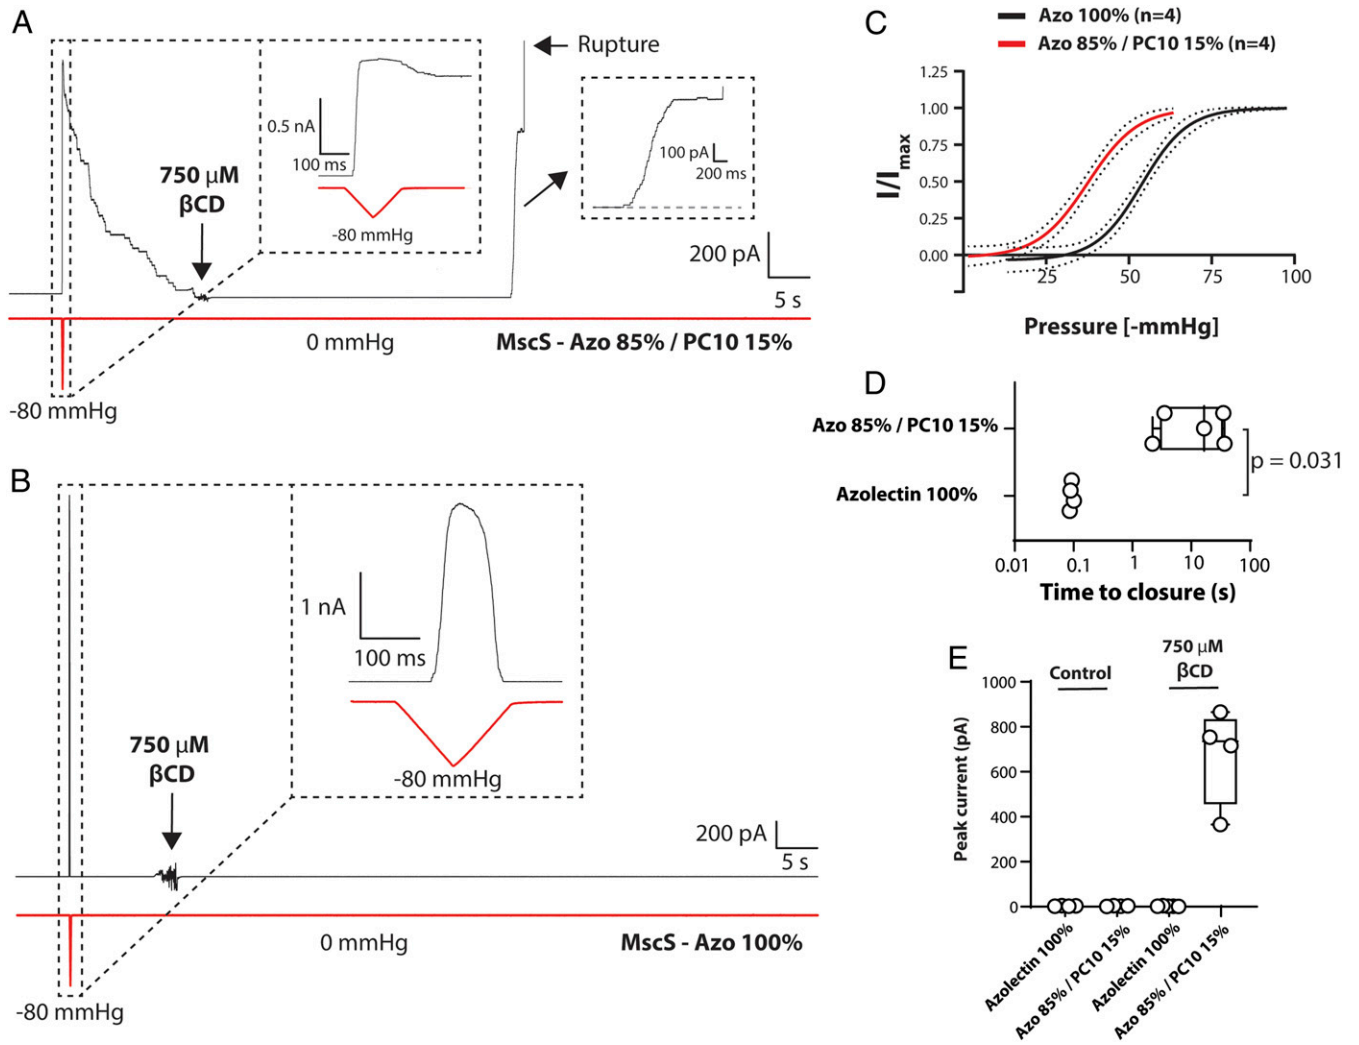 A
Rupture
0.5 nA
100 ms
-80 mmHg
100 pA
200 ms
750 µM
βCD
200 pA
5 s
0 mmHg
MscS - Azo 85% / PC10 15%
-80 mmHg
B
1 nA
100 ms
-80 mmHg
750 µM
βCD
200 pA
5 s
0 mmHg
MscS - Azo 100%
-80 mmHg
C
Azo 100% (n=4)
Azo 85% / PC10 15% (n=4)
1.25
1.00
0.75
0.50
0.25
0.00
I/Imax
25 50 75 100
Pressure [-mmHg]
D
Azo 85% / PC10 15%
Azolectin 100%
p = 0.031
0.01 0.1 1 10 100
Time to closure (s)
E
Control
750 µM
βCD
1000
800
600
400
200
0
Peak current (pA)
Azolectin 100%
Azo 85% / PC10 15%
Azolectin 100%
Azo 85% / PC10 15%